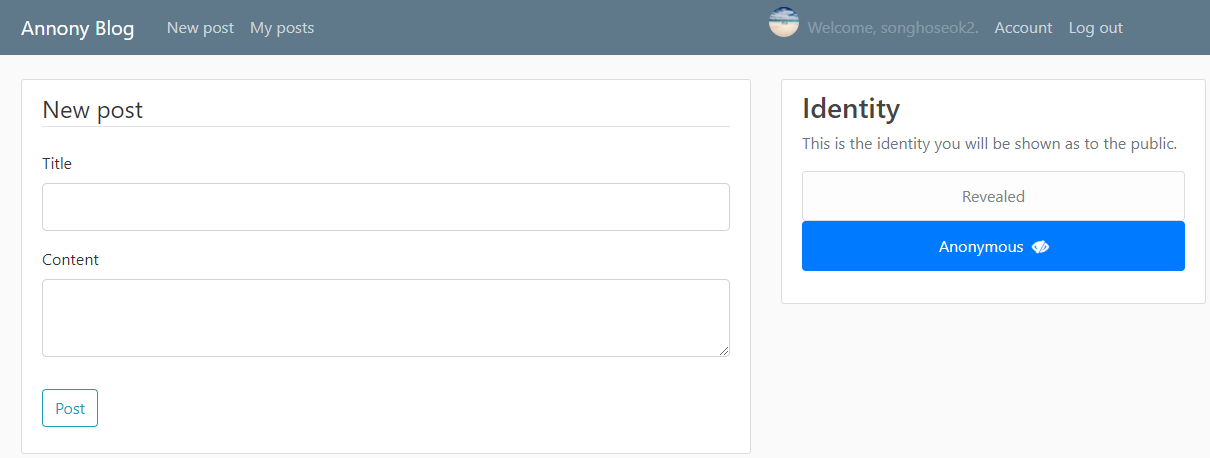 Annony Blog New post My posts Welcome, songhoseok2. Account Log out
New post
Title
Content
Post
Identity
This is the identity you will be shown as to the public.
Revealed
Anonymous